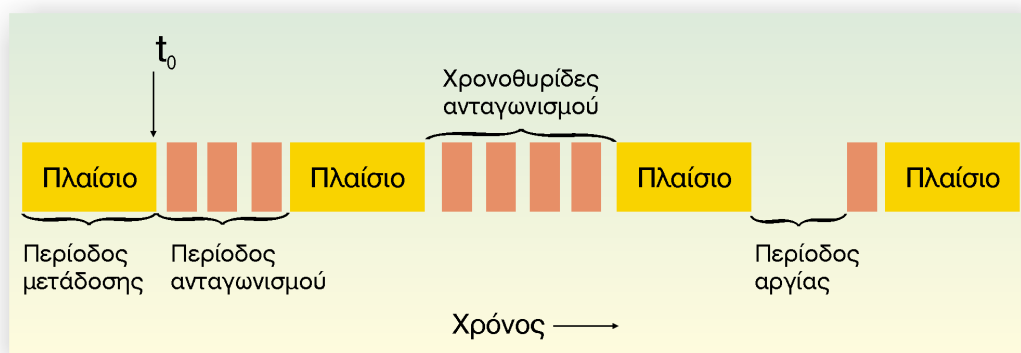 t₀
Χρονοθυρίδες
ανταγωνισμού
Πλαίσιο
Πλαίσιο
Πλαίσιο
Πλαίσιο
Περίοδος
μετάδοσης
Περίοδος
ανταγωνισμού
Περίοδος
αργίας
Χρόνος